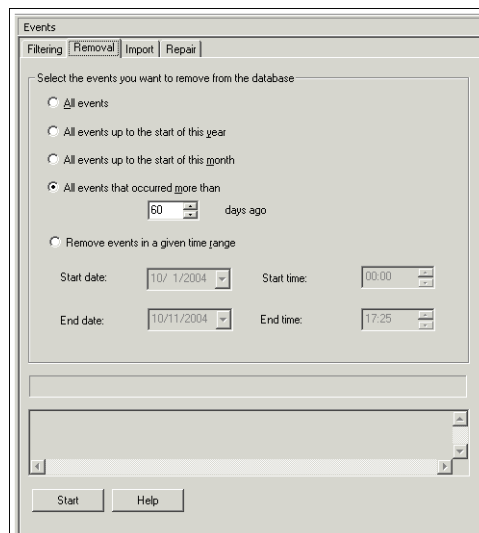 Events
Filtering Removal Import Repair
Select the events you want to remove from the database
All events
All events up to the start of this year
All events up to the start of this month
All events that occurred more than
60 days ago
Remove events in a given time range
Start date: 10/ 1/2004 Start time: 00:00
End date: 10/11/2004 End time: 17:25
Start Help